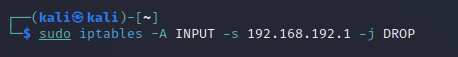 ┌──(kali㉿kali)-[~]
└─$ sudo iptables -A INPUT -s 192.168.192.1 -j DROP